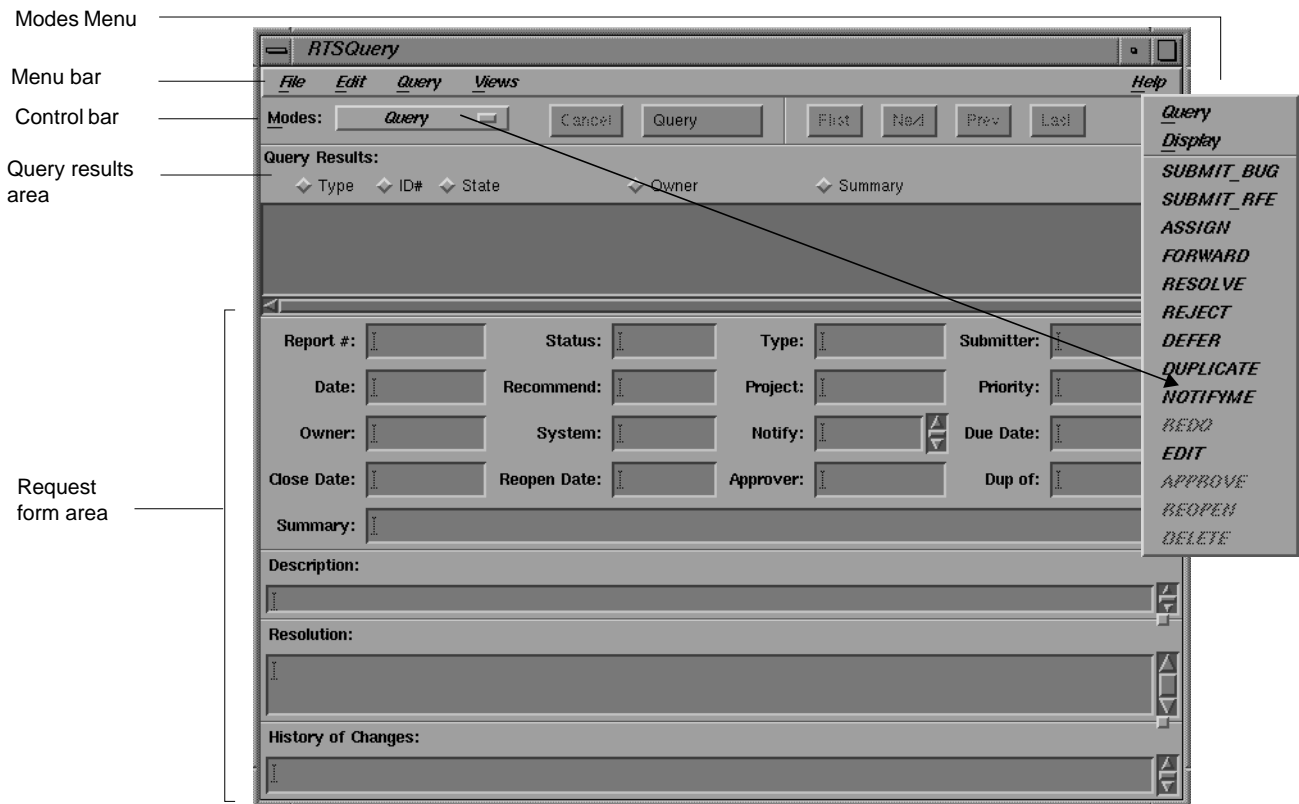 Modes Menu
RTSQuery
Menu bar
File Edit Query Views Help
Control bar
Modes: Query Cancel Query First Next Prev Last
Query results
area
Query Results:
Type ID# State Owner Summary
Query
Display
SUBMIT_BUG
SUBMIT_RFE
ASSIGN
FORWARD
RESOLVE
REJECT
DEFER
DUPLICATE
NOTIFYME
REDO
EDIT
APPROVE
REOPEN
DELETE
Request
form area
Report #: Status: Type: Submitter:
Date: Recommend: Project: Priority:
Owner: System: Notify: Due Date:
Close Date: Reopen Date: Approver: Dup of:
Summary:
Description:
Resolution:
History of Changes: